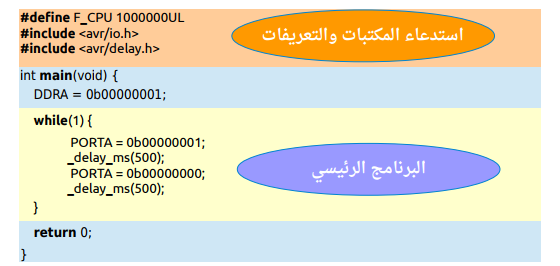 #define F_CPU 1000000UL
#include <avr/io.h>
#include <avr/delay.h>
استدعاء المكتبات والتعريفات
int main(void) {
DDRA = 0b00000001;
while(1) {
PORTA = 0b00000001;
_delay_ms(500);
PORTA = 0b00000000;
_delay_ms(500);
البرنامج الرئيسي
}
return 0;
}